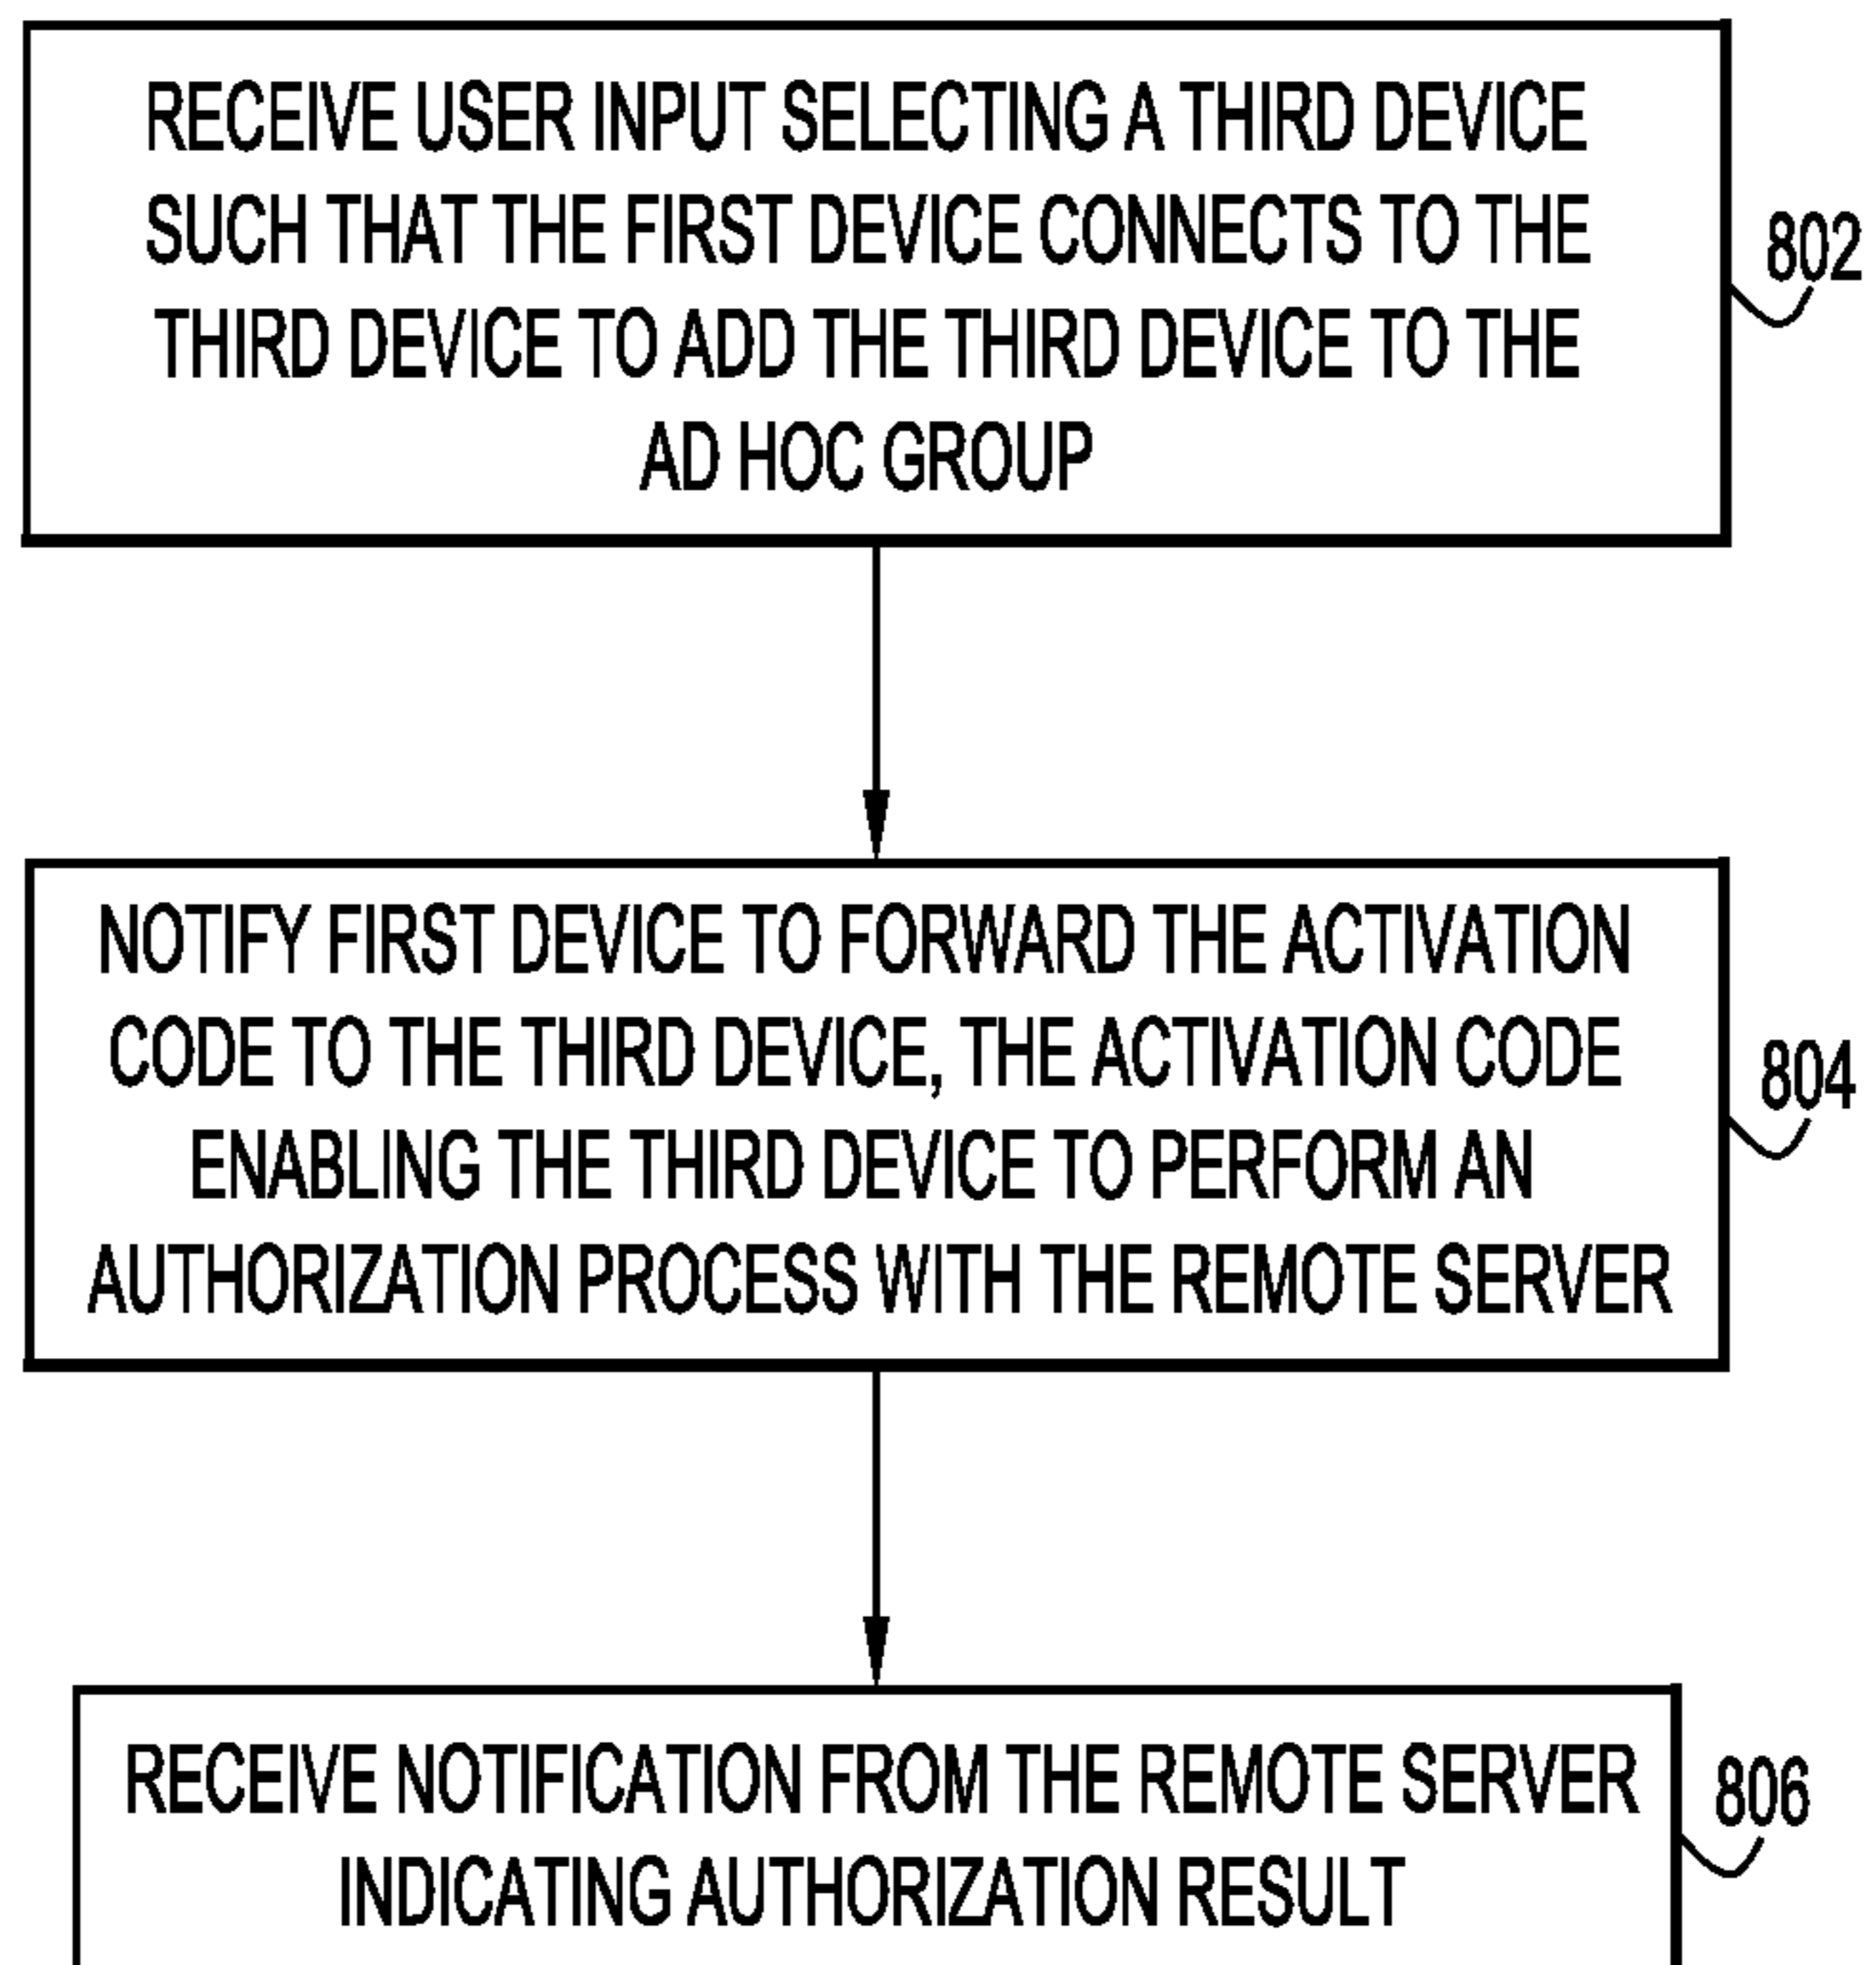 RECEIVE USER INPUT SELECTING A THIRD DEVICE
SUCH THAT THE FIRST DEVICE CONNECTS TO THE
THIRD DEVICE TO ADD THE THIRD DEVICE TO THE
AD HOC GROUP
802
NOTIFY FIRST DEVICE TO FORWARD THE ACTIVATION
CODE TO THE THIRD DEVICE, THE ACTIVATION CODE
ENABLING THE THIRD DEVICE TO PERFORM AN
AUTHORIZATION PROCESS WITH THE REMOTE SERVER
804
RECEIVE NOTIFICATION FROM THE REMOTE SERVER
INDICATING AUTHORIZATION RESULT
806